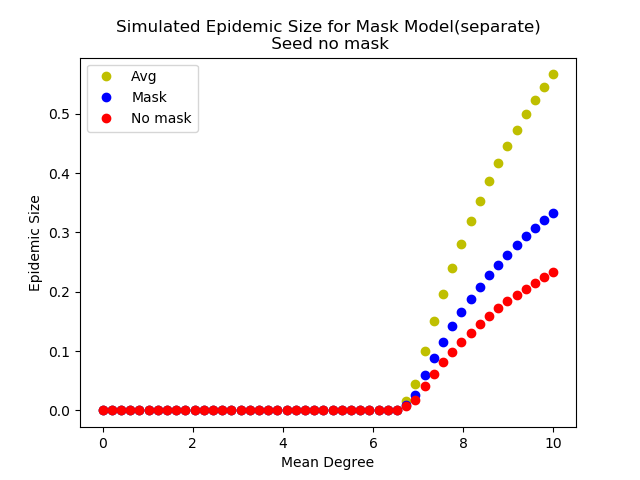 Simulated Epidemic Size for Mask Model(separate)
Seed no mask
Avg
Mask
No mask
Epidemic Size
0.5
0.4
0.3
0.2
0.1
0.0
0 2 4 6 8 10
Mean Degree